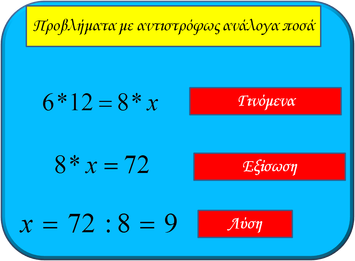 Προβλήματα με αντιστρόφως ανάλογα ποσά
6*12 = 8* x Γινόμενα
8* x = 72 Εξίσωση
x = 72 : 8 = 9 Λύση